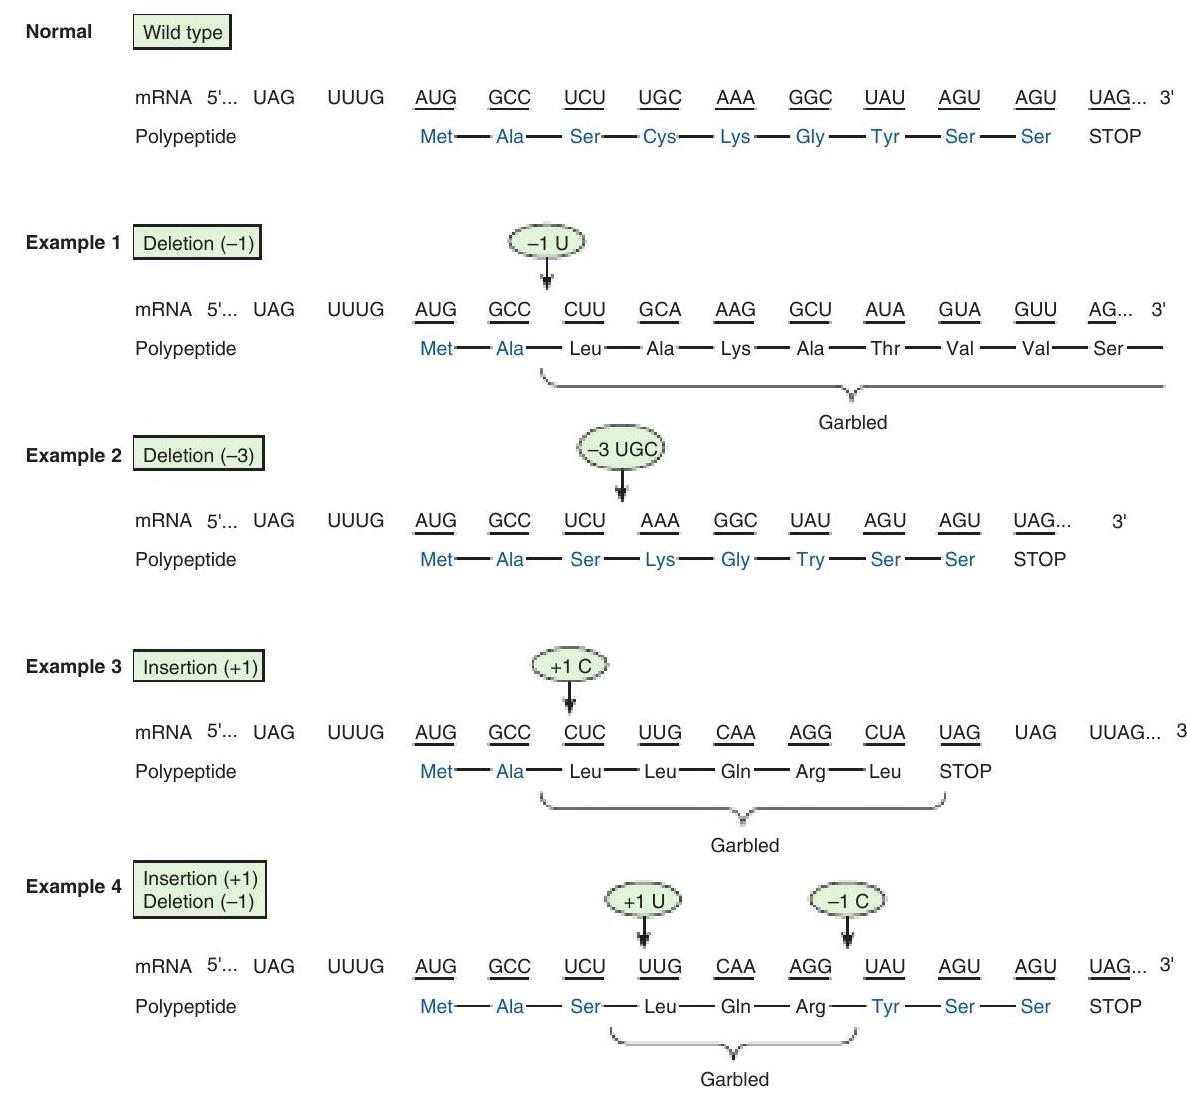 Normal Wild type
mRNA 5'... UAG UUUG AUG GCC UCU UGC AAA GGC UAU AGU AGU UAG... 3'
Polypeptide Met Ala Ser Cys Lys Gly Tyr Ser Ser STOP
Example 1 Deletion (–1) –1 U
mRNA 5'... UAG UUUG AUG GCC CUU GCA AAG GCU AUA GUA GUU AG... 3'
Polypeptide Met Ala Leu Ala Lys Ala Thr Val Val Ser
Garbled
Example 2 Deletion (–3) –3 UGC
mRNA 5'... UAG UUUG AUG GCC UCU AAA GGC UAU AGU AGU UAG... 3'
Polypeptide Met Ala Ser Lys Gly Try Ser Ser STOP
Example 3 Insertion (+1) +1 C
mRNA 5'... UAG UUUG AUG GCC CUC UUG CAA AGG CUA UAG UAG UUAG... 3
Polypeptide Met Ala Leu Leu Gln Arg Leu STOP
Garbled
Example 4 Insertion (+1)
Deletion (–1)
+1 U –1 C
mRNA 5'... UAG UUUG AUG GCC UCU UUG CAA AGG UAU AGU AGU UAG... 3'
Polypeptide Met Ala Ser Leu Gln Arg Tyr Ser Ser STOP
Garbled